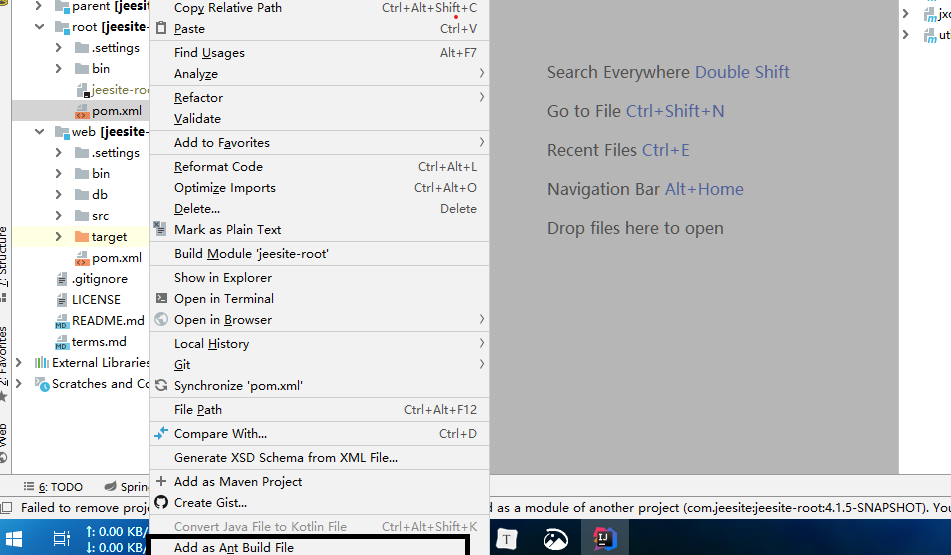 parent [jeesite-
root [jeesite-
.settings
bin
jeesite-roo
pom.xml
web [jeesite-
.settings
bin
db
src
target
pom.xml
.gitignore
LICENSE
README.md
terms.md
External Libraries
Scratches and Co
Z: Structure
2: Favorites
Web
Copy Relative Path Ctrl+Alt+Shift+C
Paste Ctrl+V
Find Usages Alt+F7
Analyze
Refactor
Validate
Add to Favorites
Reformat Code Ctrl+Alt+L
Optimize Imports Ctrl+Alt+O
Delete... Delete
Mark as Plain Text
Build Module 'jeesite-root'
Show in Explorer
Open in Terminal
Open in Browser
Local History
Git
Synchronize 'pom.xml'
File Path Ctrl+Alt+F12
Compare With... Ctrl+D
Generate XSD Schema from XML File...
Add as Maven Project
Create Gist...
Convert Java File to Kotlin File Ctrl+Alt+Shift+K
Add as Ant Build File
Search Everywhere Double Shift
Go to File Ctrl+Shift+N
Recent Files Ctrl+E
Navigation Bar Alt+Home
Drop files here to open
jxc
ut
6: TODO Sprin
Failed to remove proje
d as a module of another project (com.jeesite:jeesite-root:4.1.5-SNAPSHOT). You
↑: 0.00 KB/
↓: 0.00 KB/
T
IJ